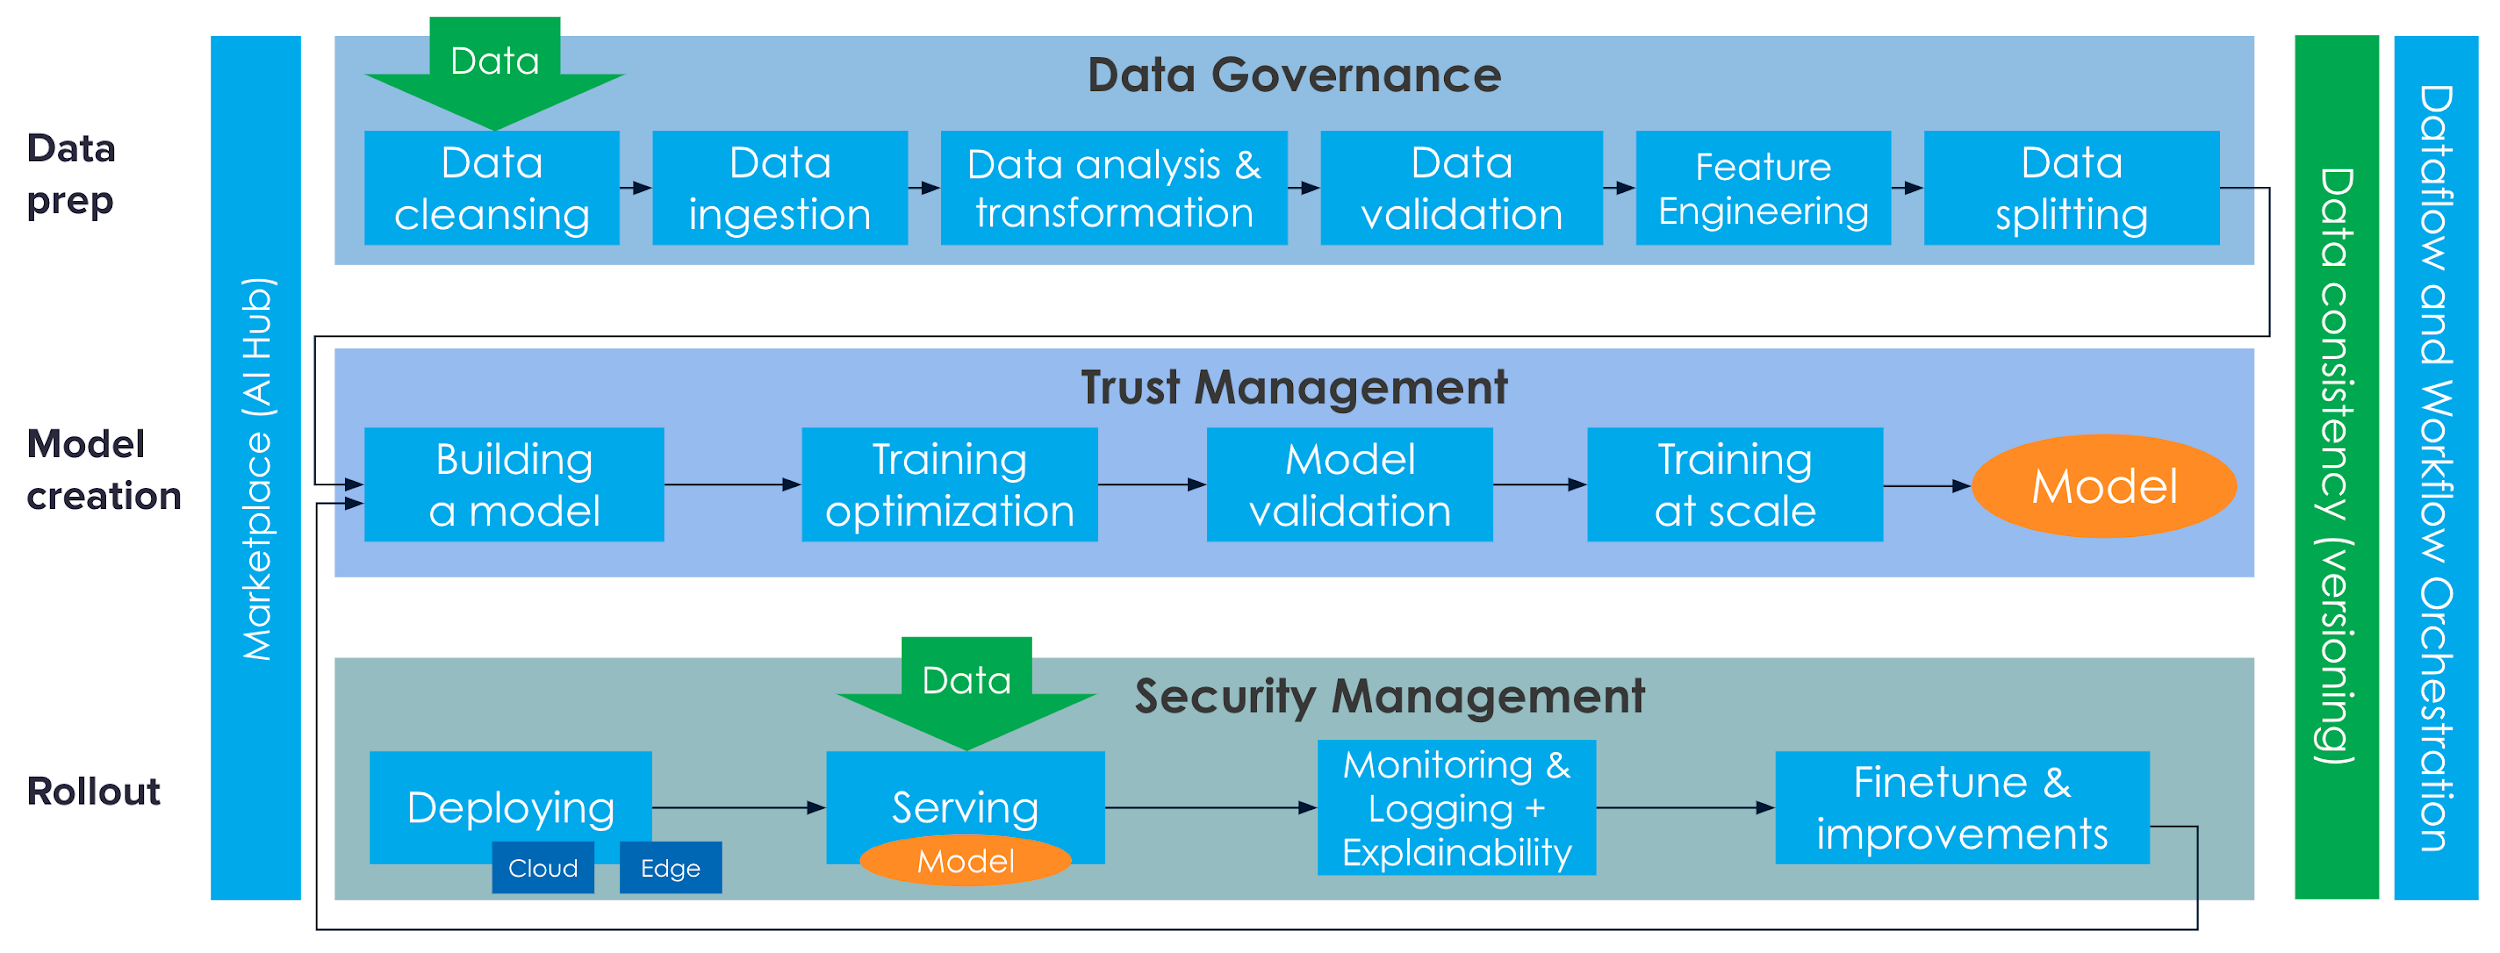 Data
Data Governance
Data
prep
Data
cleansing
Data
ingestion
Data analysis &
transformation
Data
validation
Feature
Engineering
Data
splitting
Marketplace (AI Hub)
Trust Management
Model
creation
Building
a model
Training
optimization
Model
validation
Training
at scale
Model
Data
Security Management
Rollout
Deploying
Cloud
Edge
Serving
Model
Monitoring &
Logging +
Explainability
Finetune &
improvements
Data consistency (versioning)
Dataflow and Workflow Orchestration